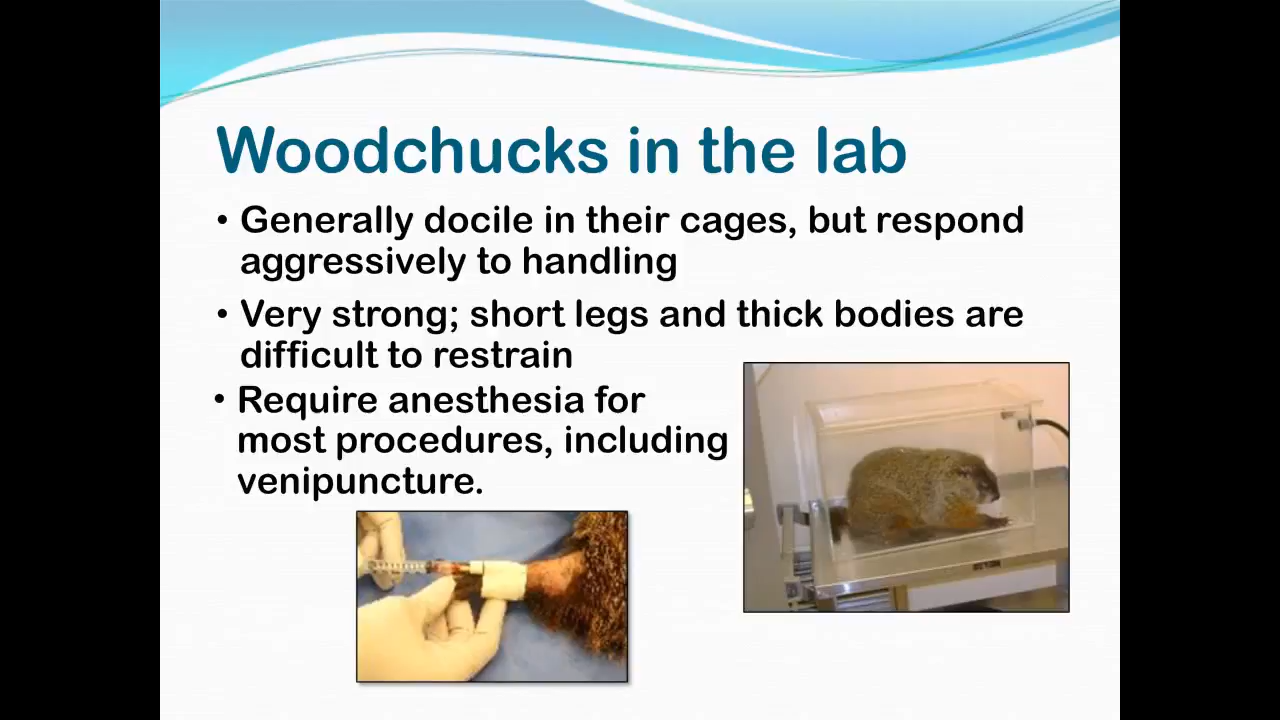 Woodchucks in the lab
• Generally docile in their cages, but respond
aggressively to handling
• Very strong; short legs and thick bodies are
difficult to restrain
• Require anesthesia for
most procedures, including
venipuncture.